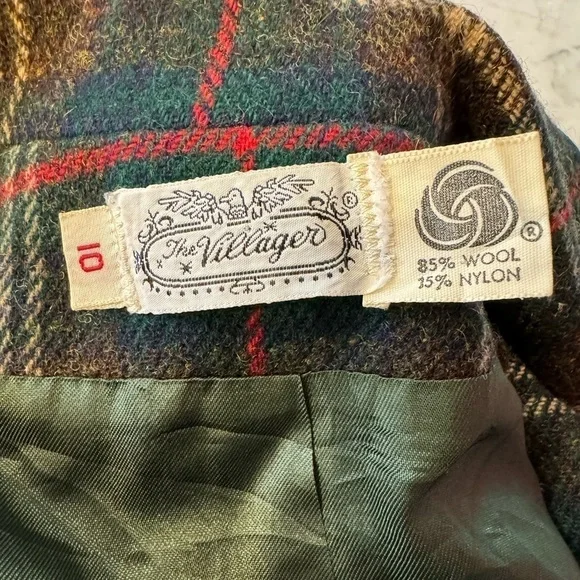 10
The Villager ®
®
85% WOOL
15% NYLON